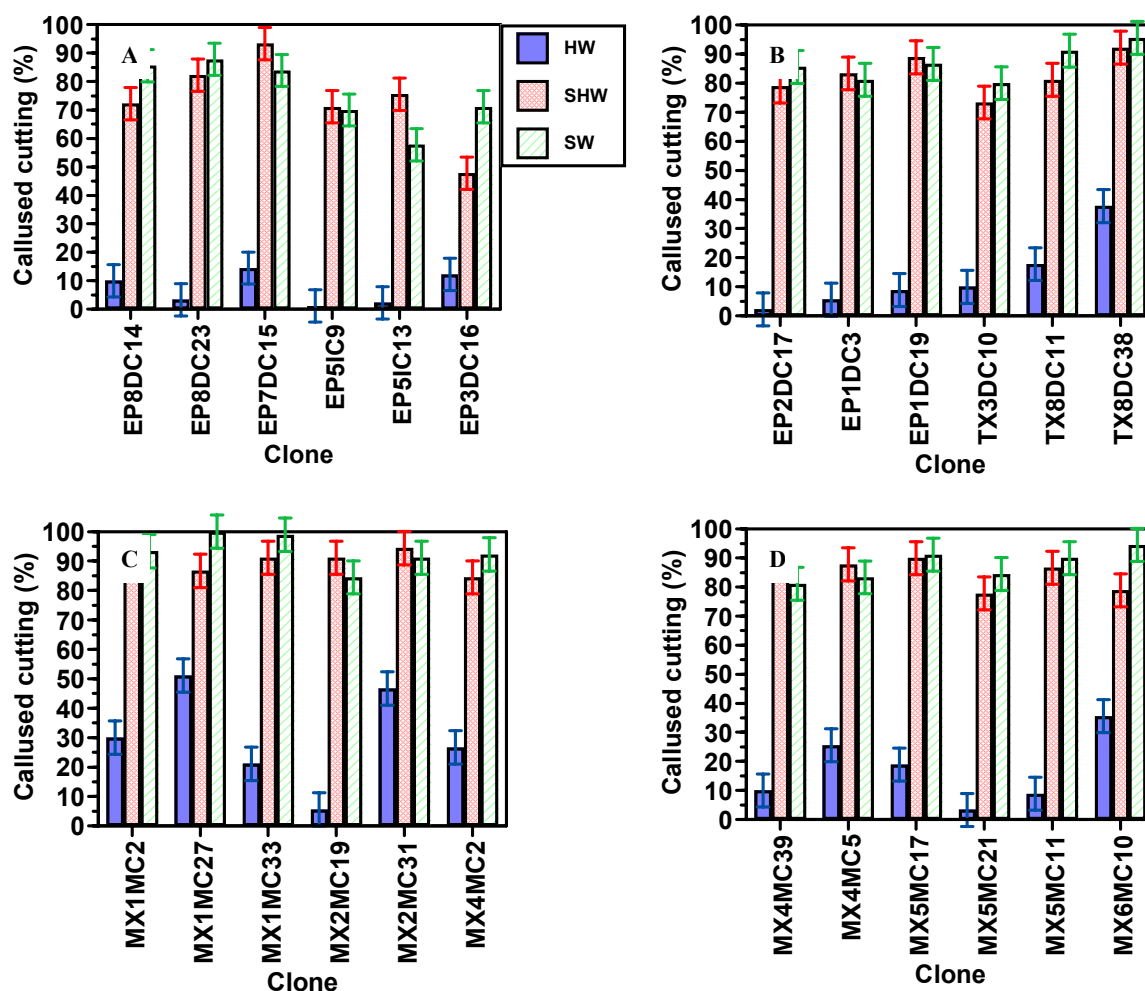 A
Callused cutting (%)
100
90
80
70
60
50
40
30
20
10
0
EP8DC14
EP8DC23
EP7DC15
EP5IC9
EP5IC13
EP3DC16
Clone
HW
SHW
SW
B
Callused cutting (%)
100
90
80
70
60
50
40
30
20
10
0
EP2DC17
EP1DC3
EP1DC19
TX3DC10
TX8DC11
TX8DC38
Clone
C
Callused cutting (%)
100
90
80
70
60
50
40
30
20
10
0
MX1MC2
MX1MC27
MX1MC33
MX2MC19
MX2MC31
MX4MC2
Clone
D
Callused cutting (%)
100
90
80
70
60
50
40
30
20
10
0
MX4MC39
MX4MC5
MX5MC17
MX5MC21
MX5MC11
MX6MC10
Clone